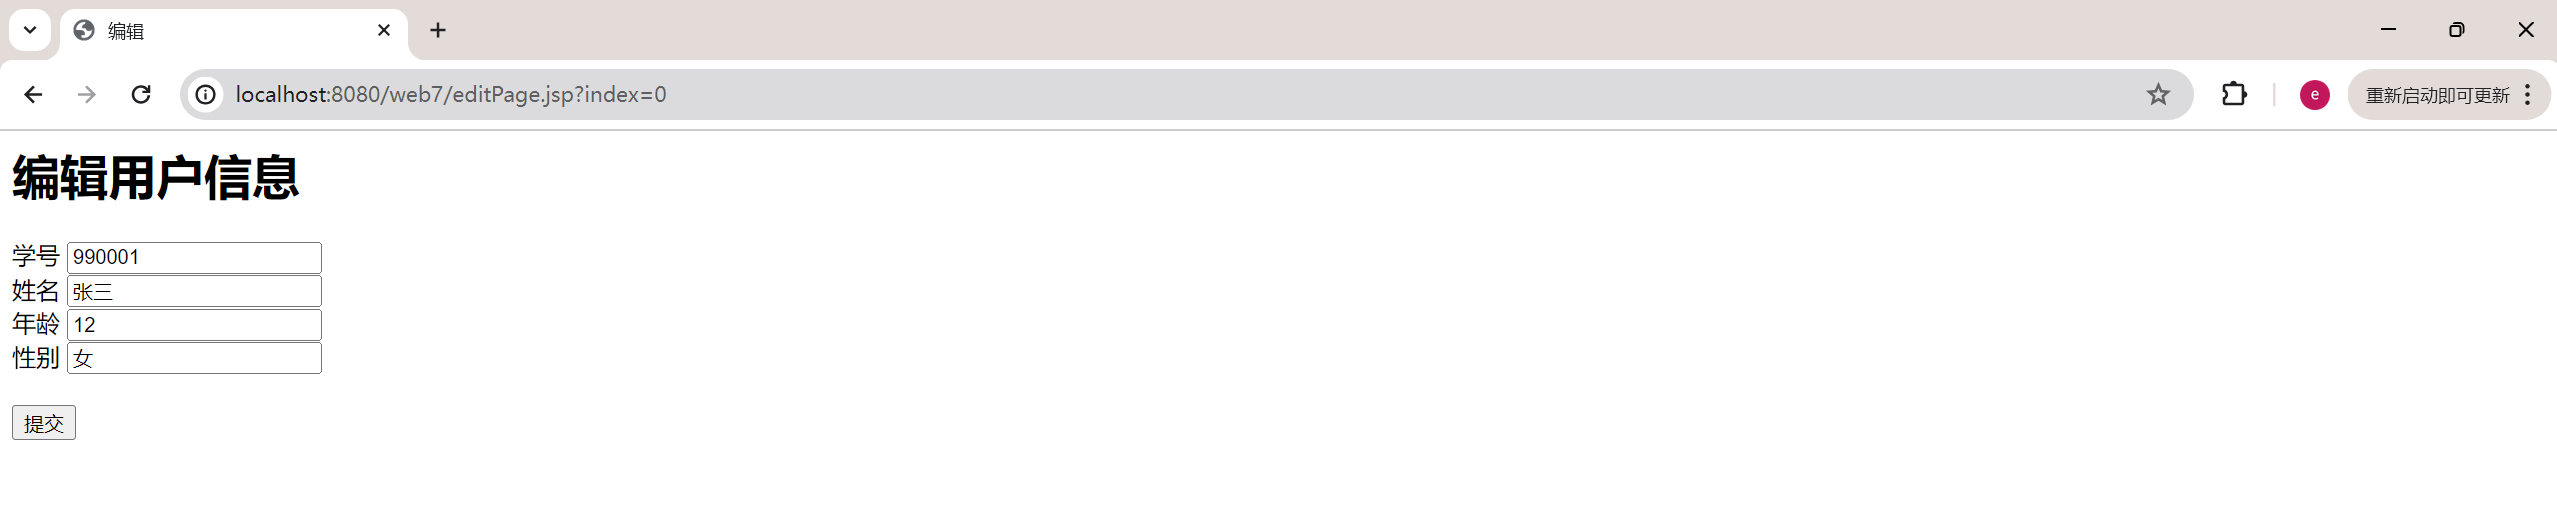 编辑
localhost:8080/web7/editPage.jsp?index=0
e
重新启动即可更新
编辑用户信息
学号 990001
姓名 张三
年龄 12
性别 女
提交